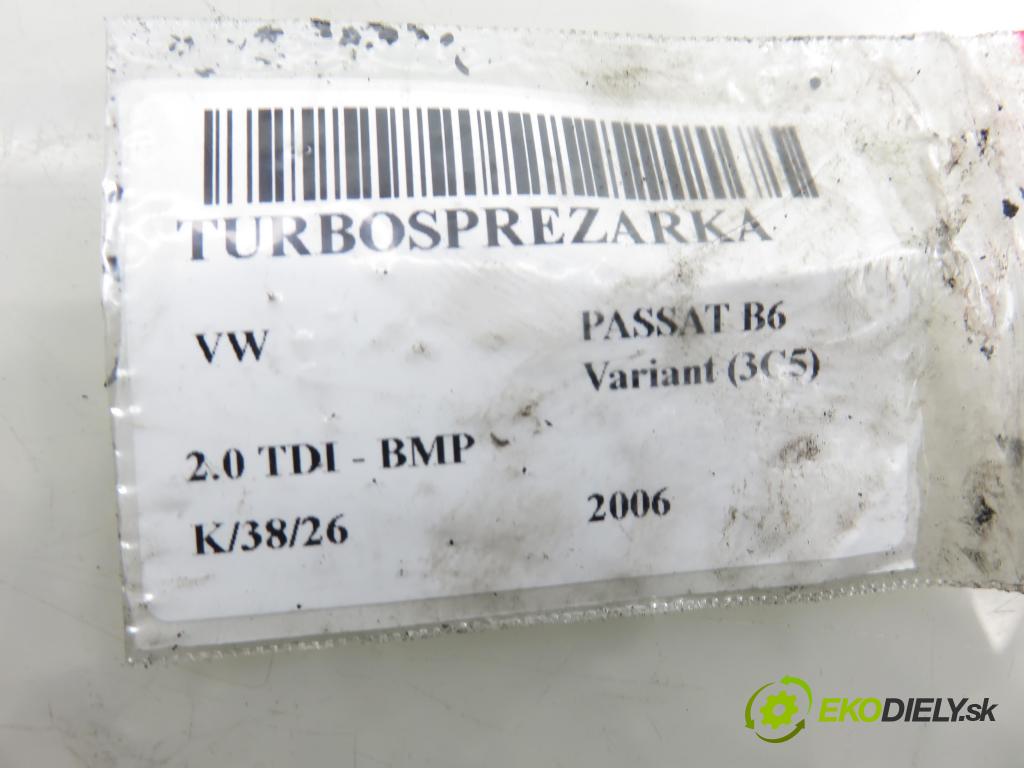 TURBOSPREZARKA
VW
PASSAT B6
Variant (3C5)
2.0 TDI - BMP
K/38/26
2006
EKODIELY.sk